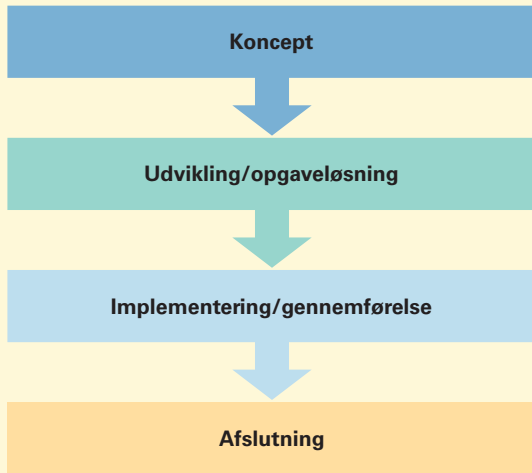 Koncept
Udvikling/opgaveløsning
Implementering/gennemførelse
Afslutning